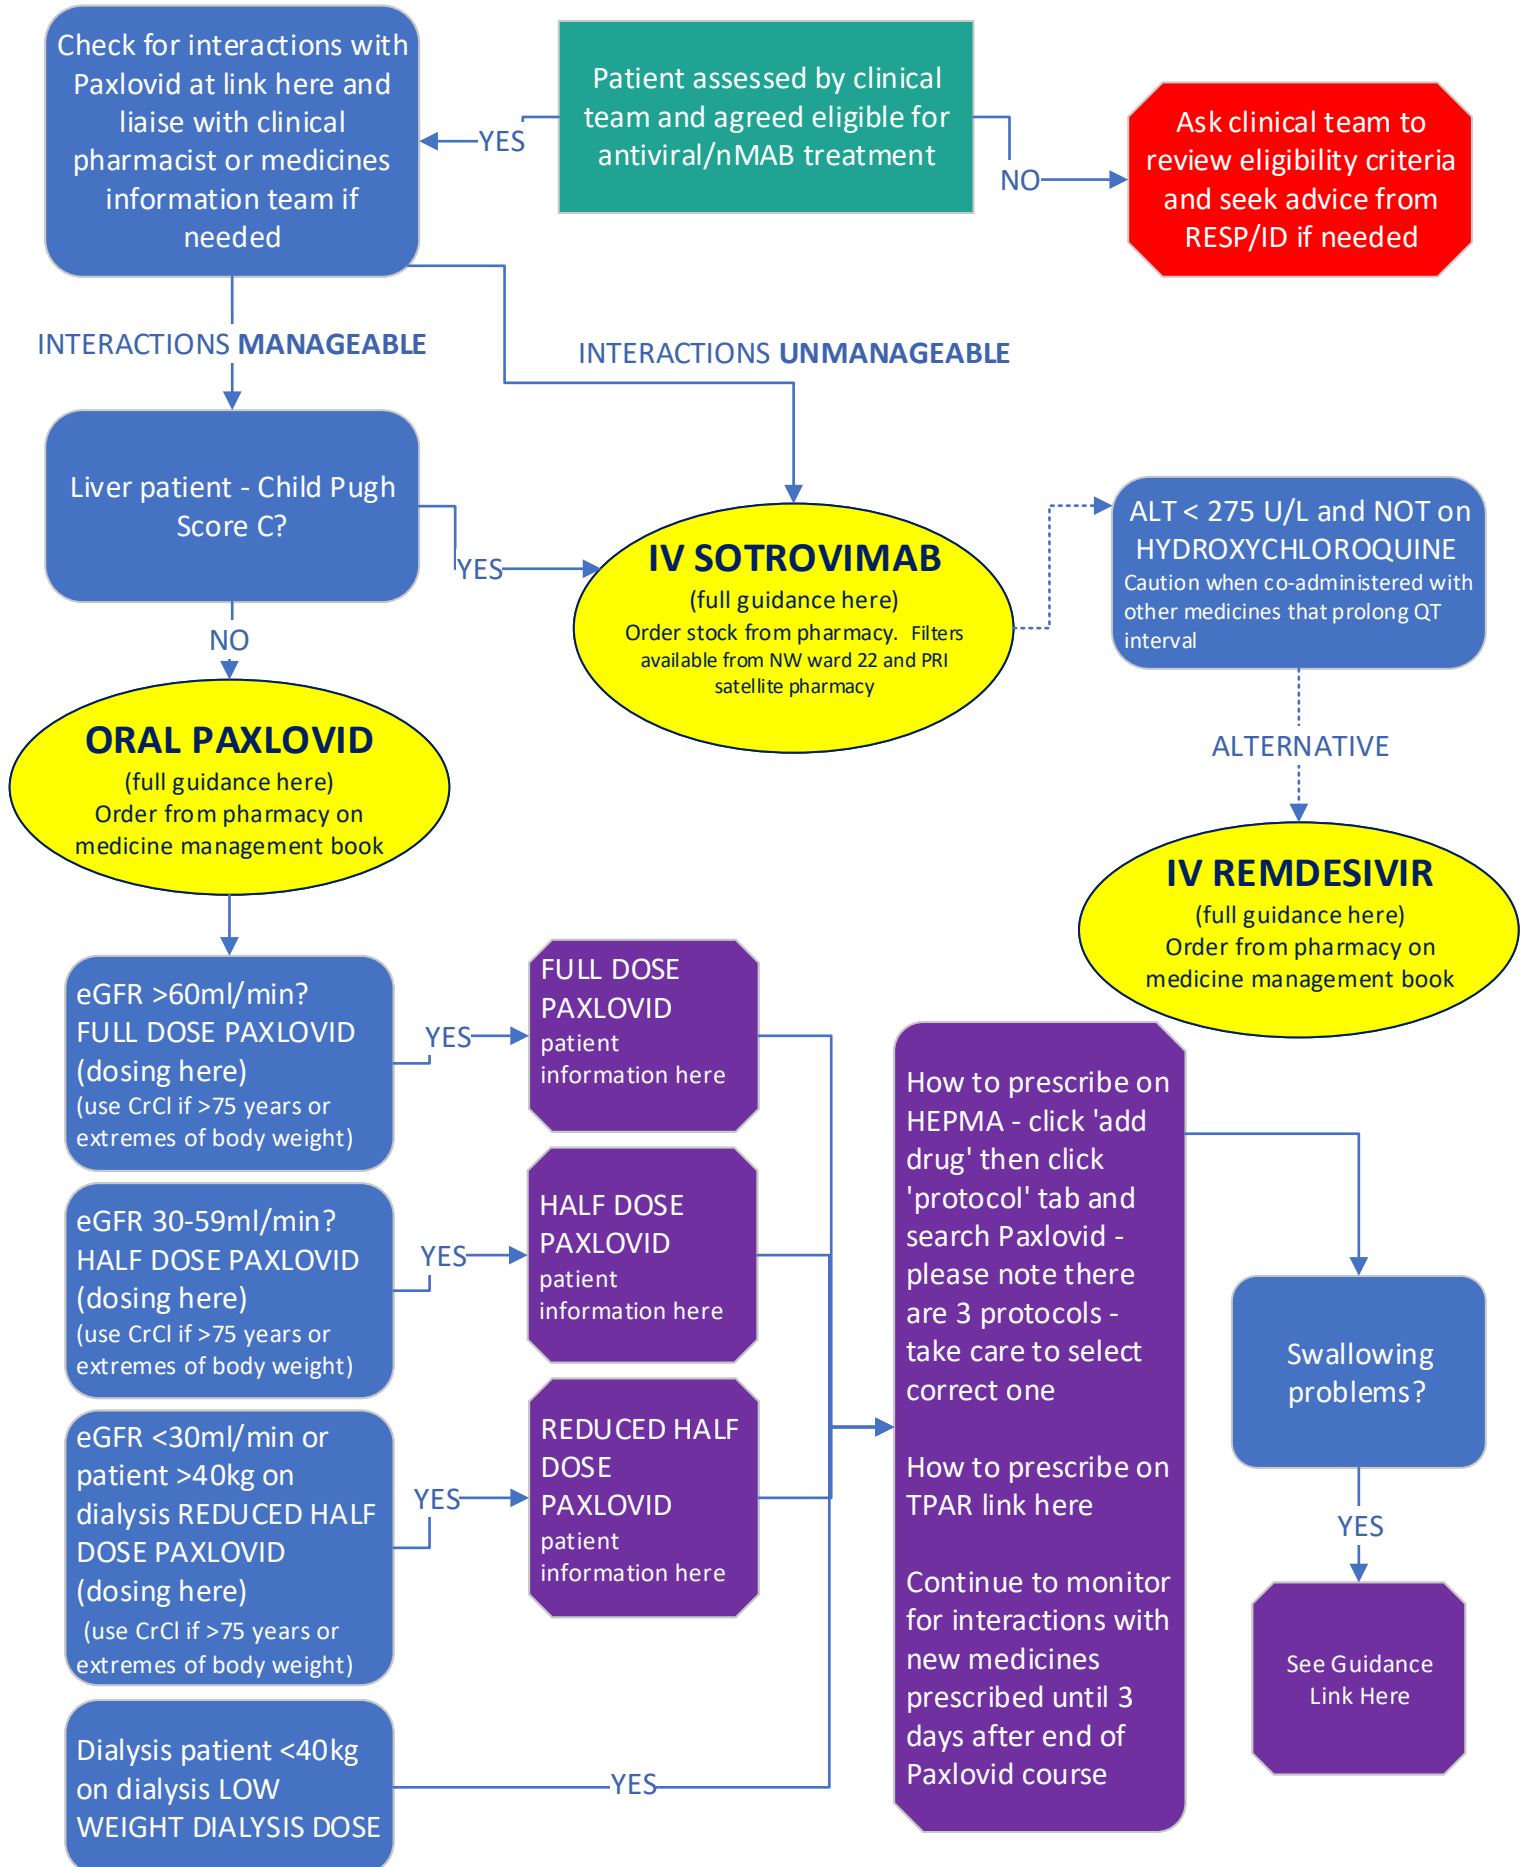 Check for interactions with
Paxlovid at link here and
liaise with clinical
pharmacist or medicines
information team if
needed
Patient assessed by clinical
team and agreed eligible for
antiviral/nMAB treatment
YES
NO
Ask clinical team to
review eligibility criteria
and seek advice from
RESP/ID if needed
INTERACTIONS MANAGEABLE
INTERACTIONS UNMANAGEABLE
Liver patient - Child Pugh
Score C?
YES
NO
IV SOTROVIMAB
(full guidance here)
Order stock from pharmacy. Filters
available from NW ward 22 and PRI
satellite pharmacy
ALT < 275 U/L and NOT on
HYDROXYCHLOROQUINE
Caution when co-administered with
other medicines that prolong QT
interval
ALTERNATIVE
IV REMDESIVIR
(full guidance here)
Order from pharmacy on
medicine management book
ORAL PAXLOVID
(full guidance here)
Order from pharmacy on
medicine management book
eGFR >60ml/min?
FULL DOSE PAXLOVID
(dosing here)
(use CrCl if >75 years or
extremes of body weight)
YES
FULL DOSE
PAXLOVID
patient
information here
eGFR 30-59ml/min?
HALF DOSE PAXLOVID
(dosing here)
(use CrCl if >75 years or
extremes of body weight)
YES
HALF DOSE
PAXLOVID
patient
information here
eGFR <30ml/min or
patient >40kg on
dialysis REDUCED HALF
DOSE PAXLOVID
(dosing here)
(use CrCl if >75 years or
extremes of body weight)
YES
REDUCED HALF
DOSE
PAXLOVID
patient
information here
Dialysis patient <40kg
on dialysis LOW
WEIGHT DIALYSIS DOSE
YES
How to prescribe on
HEPMA - click 'add
drug' then click
'protocol' tab and
search Paxlovid -
please note there
are 3 protocols -
take care to select
correct one
How to prescribe on
TPAR link here
Continue to monitor
for interactions with
new medicines
prescribed until 3
days after end of
Paxlovid course
Swallowing
problems?
YES
See Guidance
Link Here